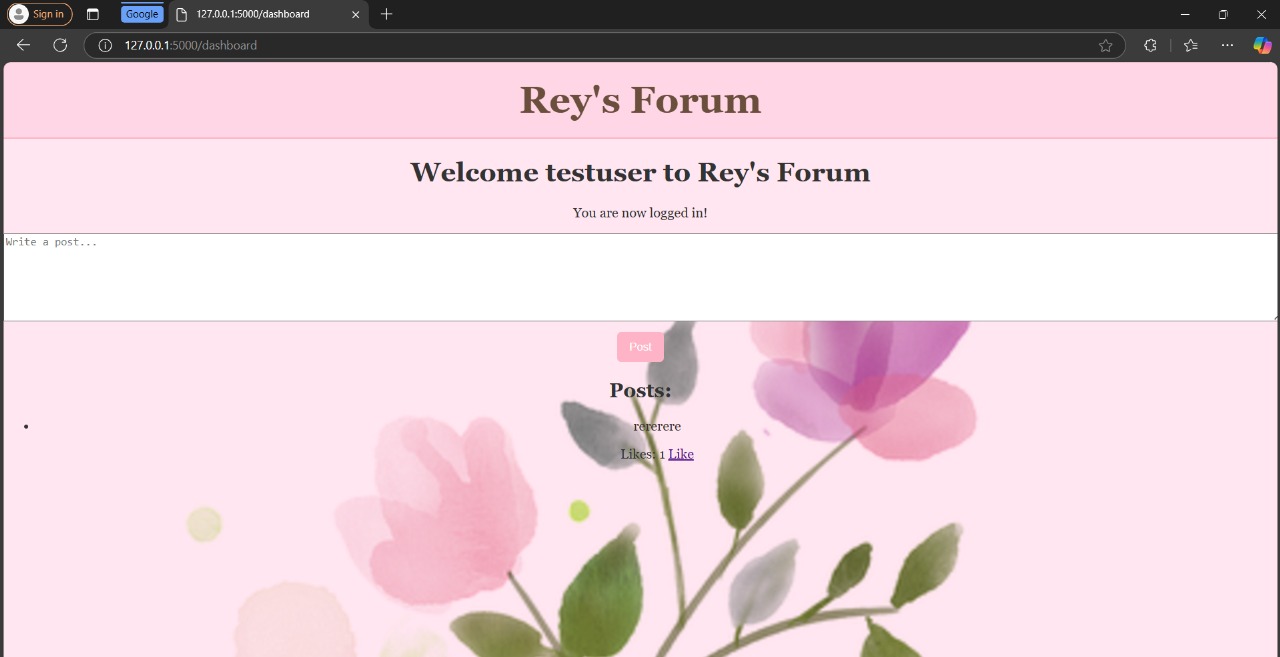 Sign in
Google
127.0.0.1:5000/dashboard
127.0.0.1:5000/dashboard
Rey's Forum
Welcome testuser to Rey's Forum
You are now logged in!
Write a post...
Post
Posts:
rererere
Likes: 1 Like